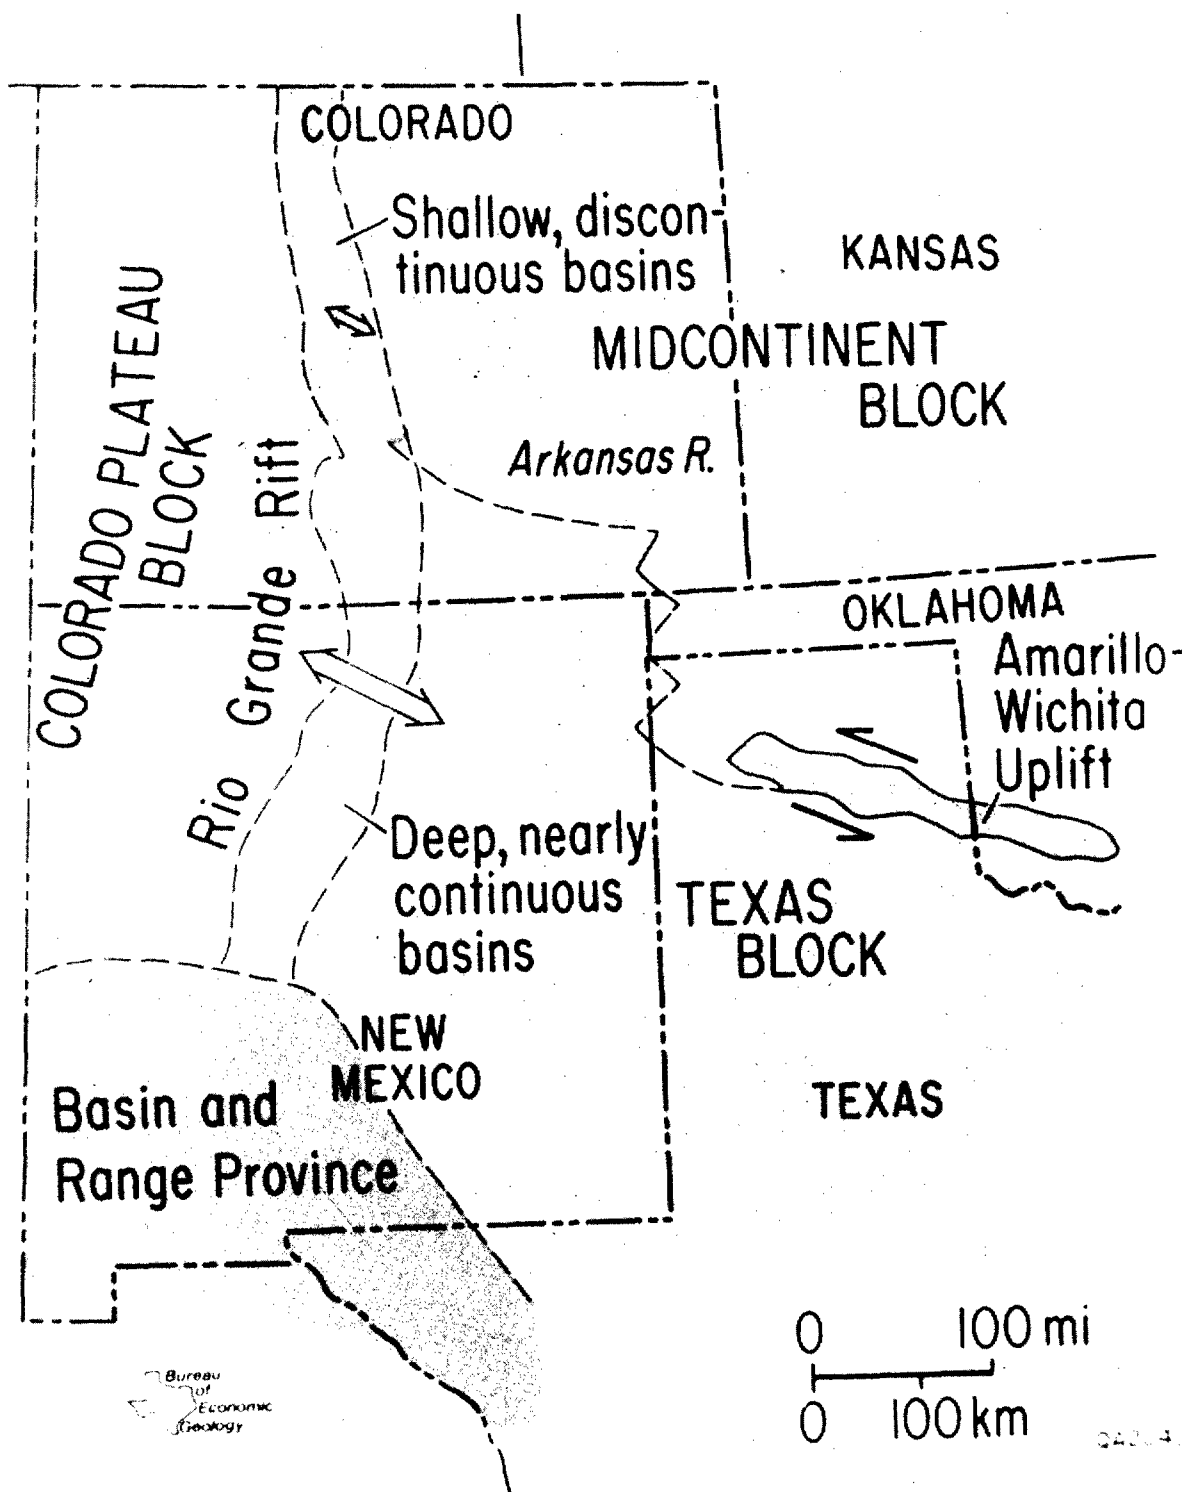 COLORADO
Shallow, discon-
tinuous basins
KANSAS
MIDCONTINENT
BLOCK
COLORADO PLATEAU
BLOCK
Arkansas R.
Rio Grande Rift
OKLAHOMA
Amarillo-
Wichita
Uplift
Deep, nearly
continuous
basins
TEXAS
BLOCK
NEW
MEXICO
TEXAS
Basin and
Range Province
0 100 mi
0 100 km
Bureau
of
Economic
Geology